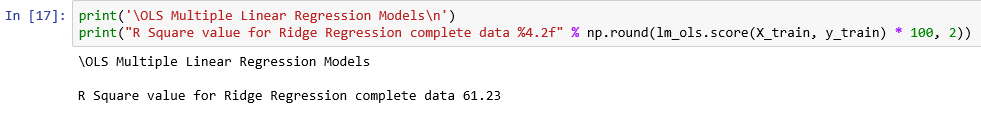 In [17]: print('\OLS Multiple Linear Regression Models\n')
print("R Square value for Ridge Regression complete data %4.2f" % np.round(lm_ols.score(X_train, y_train) * 100, 2))
\OLS Multiple Linear Regression Models
R Square value for Ridge Regression complete data 61.23